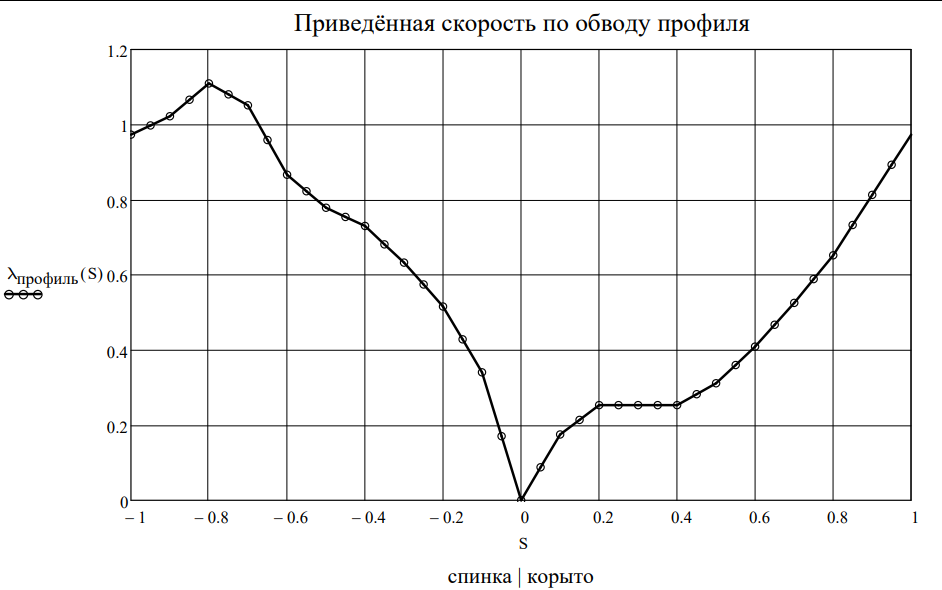 Приведённая скорость по обводу профиля
1.2
1
0.8
λпрофиль(S) 0.6
0.4
0.2
0
−1 −0.8 −0.6 −0.4 −0.2 0 0.2 0.4 0.6 0.8 1
S
спинка | корыто